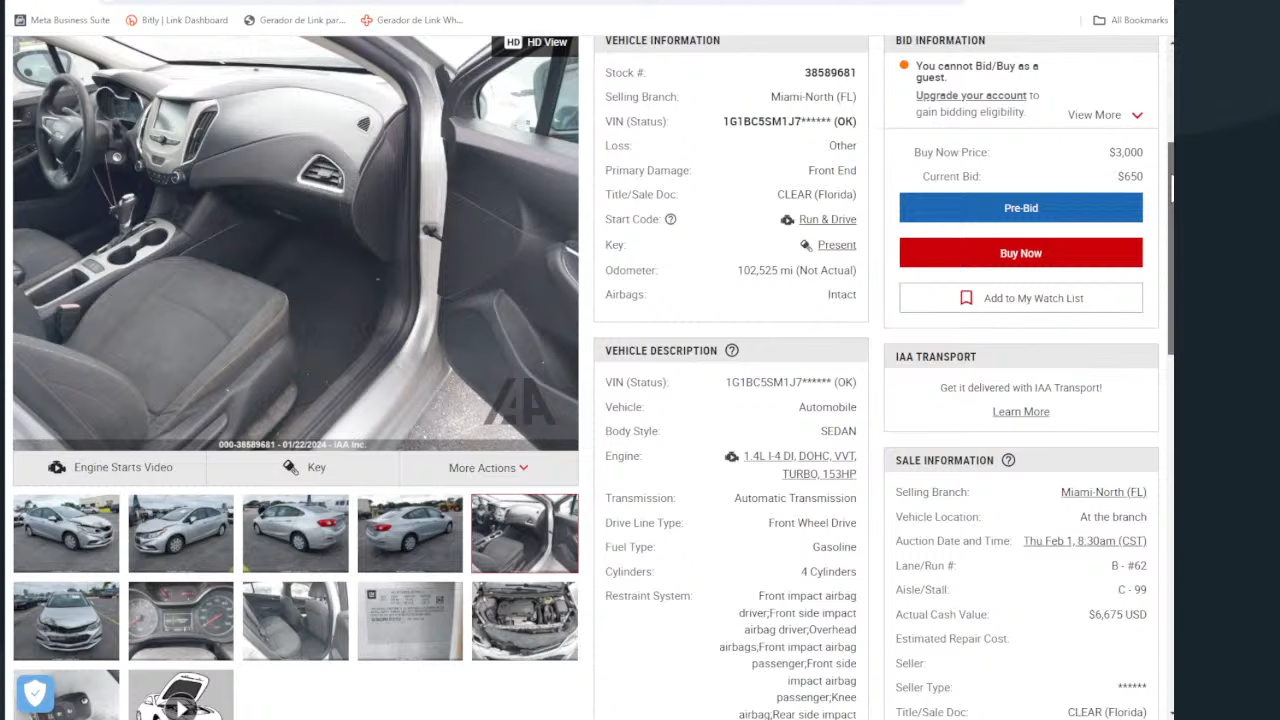 Meta Business Suite
Bitly | Link Dashboard
Gerador de Link par...
Gerador de Link Wh...
All Bookmarks
HD HD View
000-38589681 - 01/22/2024 - IAA Inc.
IAA
Engine Starts Video
Key
More Actions
VEHICLE INFORMATION
Stock #: 38589681
Selling Branch: Miami-North (FL)
VIN (Status): 1G1BC5SM1J7****** (OK)
Loss: Other
Primary Damage: Front End
Title/Sale Doc: CLEAR (Florida)
Start Code: Run & Drive
Key: Present
Odometer: 102,525 mi (Not Actual)
Airbags: Intact
VEHICLE DESCRIPTION
VIN (Status): 1G1BC5SM1J7****** (OK)
Vehicle: Automobile
Body Style: SEDAN
Engine: 1.4L I-4 DI, DOHC, VVT,
TURBO, 153HP
Transmission: Automatic Transmission
Drive Line Type: Front Wheel Drive
Fuel Type: Gasoline
Cylinders: 4 Cylinders
Restraint System: Front impact airbag
driver;Front side impact
airbag driver;Overhead
airbags;Front impact airbag
passenger;Front side
impact airbag
passenger;Knee
airbag;Rear side impact
BID INFORMATION
You cannot Bid/Buy as a
guest.
Upgrade your account to
gain bidding eligibility.
View More
Buy Now Price: $3,000
Current Bid: $650
Pre-Bid
Buy Now
Add to My Watch List
IAA TRANSPORT
Get it delivered with IAA Transport!
Learn More
SALE INFORMATION
Selling Branch: Miami-North (FL)
Vehicle Location: At the branch
Auction Date and Time: Thu Feb 1, 8:30am (CST)
Lane/Run #: B - #62
Aisle/Stall: C - 99
Actual Cash Value: $6,675 USD
Estimated Repair Cost:
Seller:
Seller Type: ******
Title/Sale Doc: CLEAR (Florida)